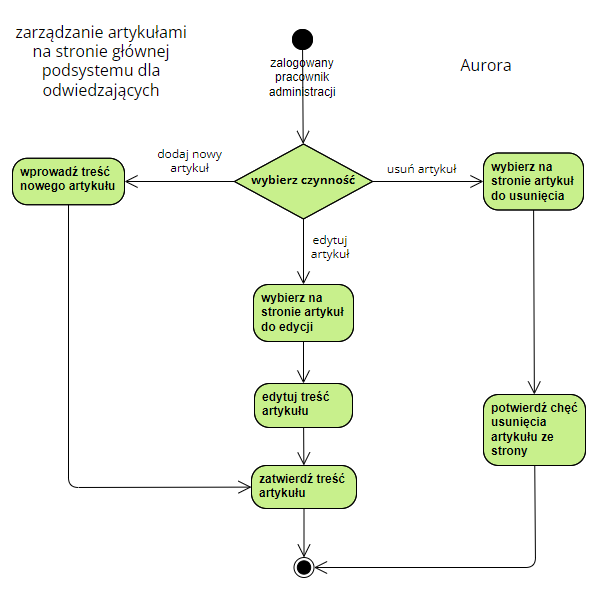 zarządzanie artykułami
na stronie głównej
podsystemu dla
odwiedzających
zalogowany
pracownik
administracji
Aurora
dodaj nowy
artykuł
wybierz czynność
usuń artykuł
wprowadź treść
nowego artykułu
wybierz na
stronie artykuł
do usunięcia
edytuj
artykuł
wybierz na
stronie artykuł
do edycji
edytuj treść
artykułu
potwierdź chęć
usunięcia
artykułu ze
strony
zatwierdź treść
artykułu